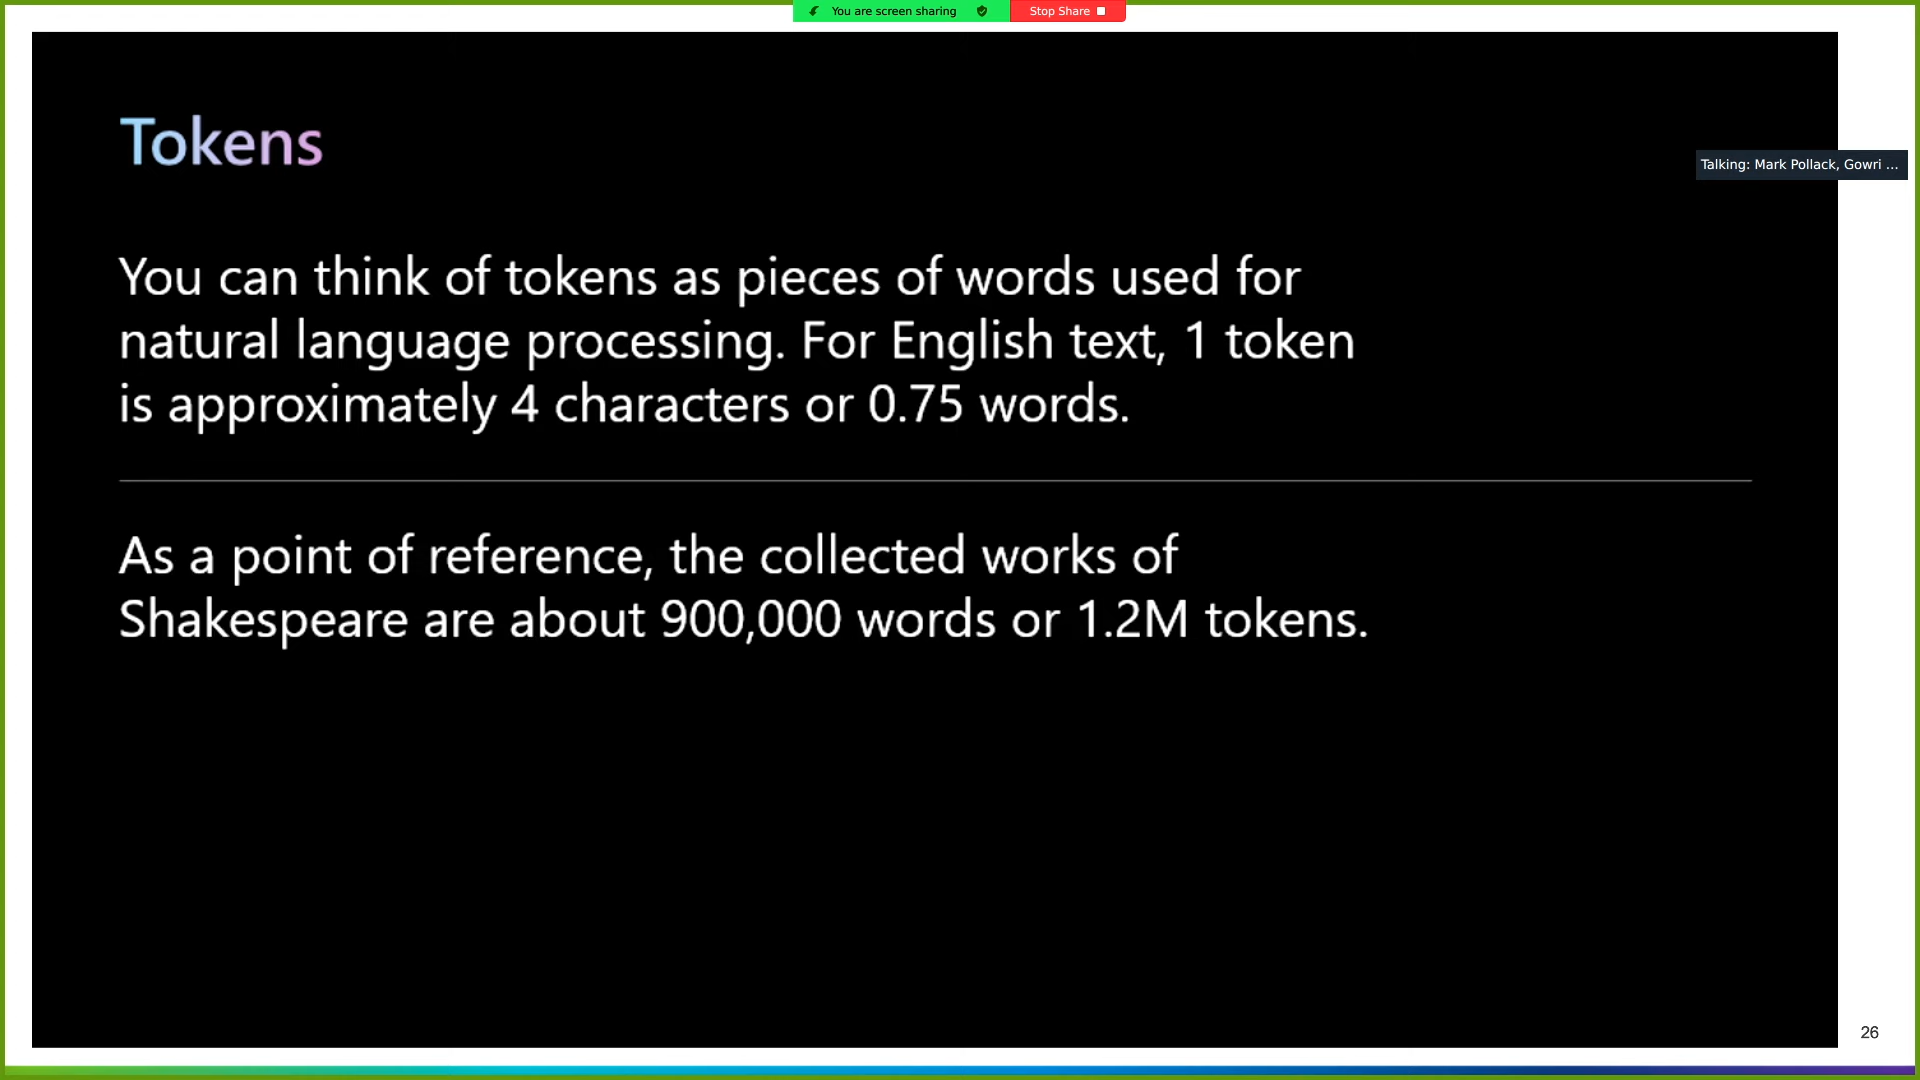 You are screen sharing
Stop Share
Tokens
Talking: Mark Pollack, Gowri ...
You can think of tokens as pieces of words used for
natural language processing. For English text, 1 token
is approximately 4 characters or 0.75 words.
As a point of reference, the collected works of
Shakespeare are about 900,000 words or 1.2M tokens.
26